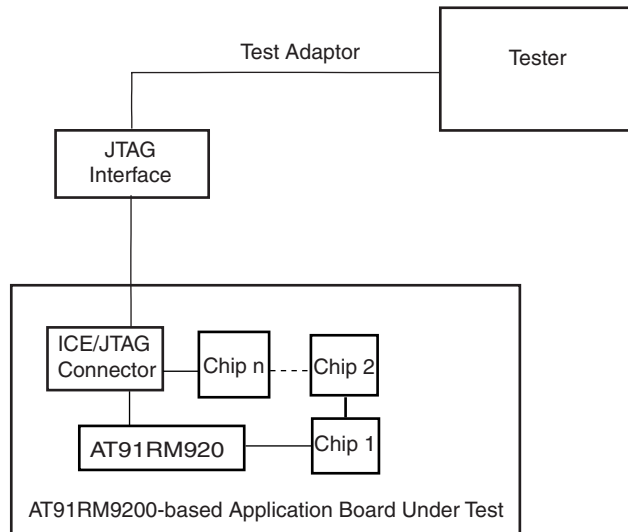 Test Adaptor
Tester
JTAG
Interface
ICE/JTAG
Connector
Chip n
Chip 2
AT91RM920
Chip 1
AT91RM9200-based Application Board Under Test